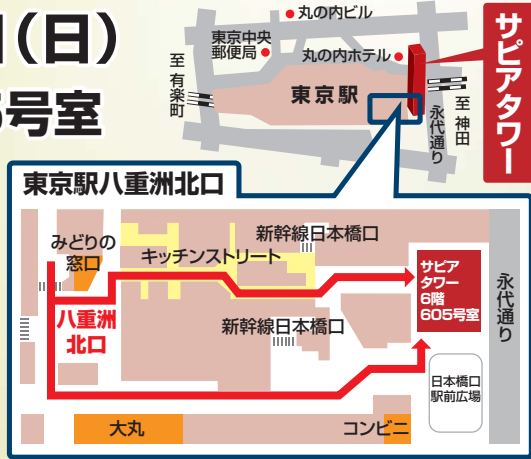 (日)
号室
丸の内ビル
東京中央
郵便局
丸の内ホテル
至 有楽町
東京駅
永代通り
至 神田
サピアタワー
東京駅八重洲北口
みどりの
窓口
キッチンストリート
新幹線日本橋口
サピア
タワー
6階
605号室
永代通り
八重洲
北口
新幹線日本橋口
日本橋口
駅前広場
大丸
コンビニ